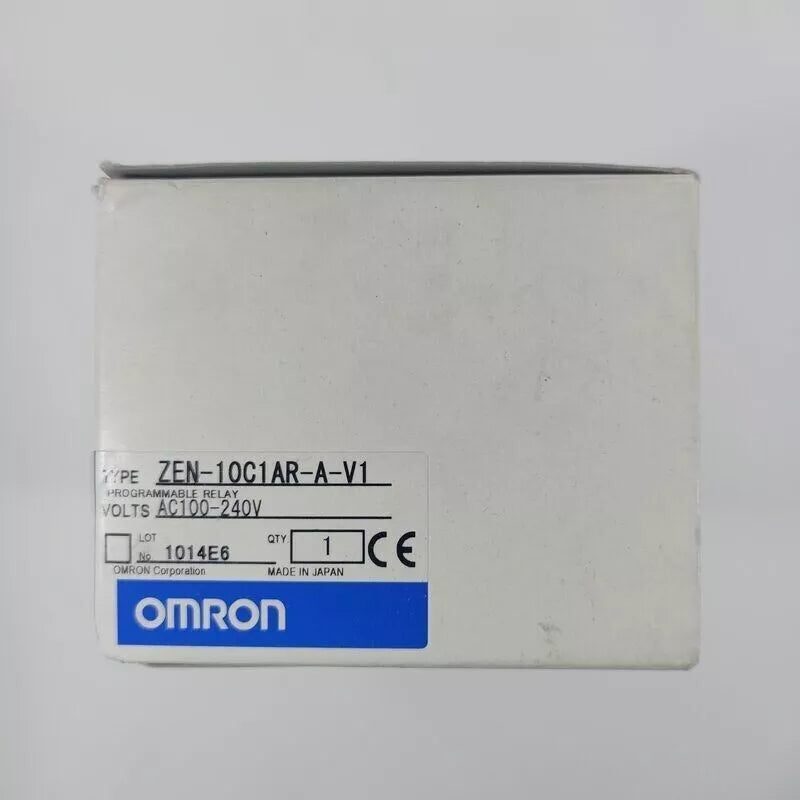 TYPE ZEN-10C1AR-A-V1
PROGRAMMABLE RELAY
VOLTS AC100-240V
LOT No. 1014E6 QTY. 1 CE
OMRON Corporation MADE IN JAPAN
OMRON